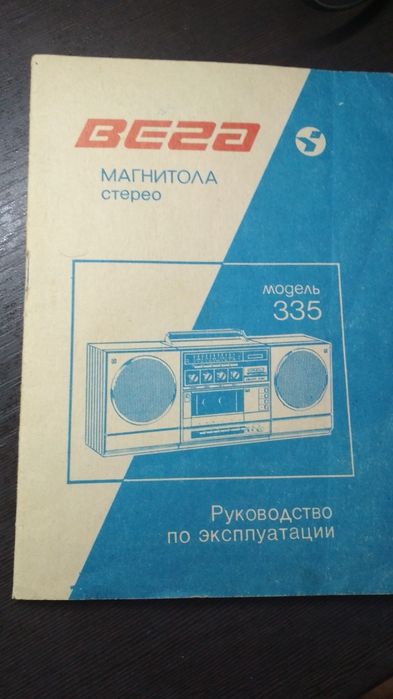 Вега
МАГНИТОЛА
стерео
модель
335
Руководство
по эксплуатации